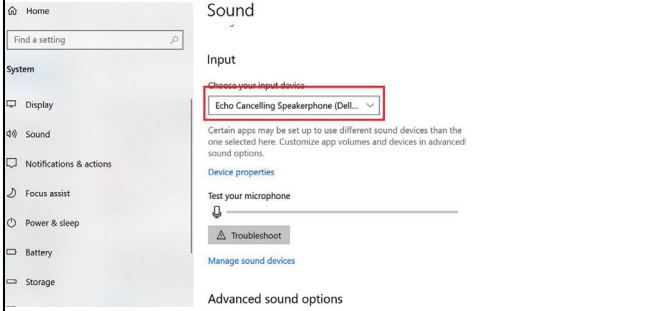 Home
Find a setting
System
Display
Sound
Notifications & actions
Focus assist
Power & sleep
Battery
Storage
Sound
Input
Choose your input device
Echo Cancelling Speakerphone (Dell...
Certain apps may be set up to use different sound devices than the
one selected here. Customize app volumes and devices in advanced
sound options.
Device properties
Test your microphone
Troubleshoot
Manage sound devices
Advanced sound options